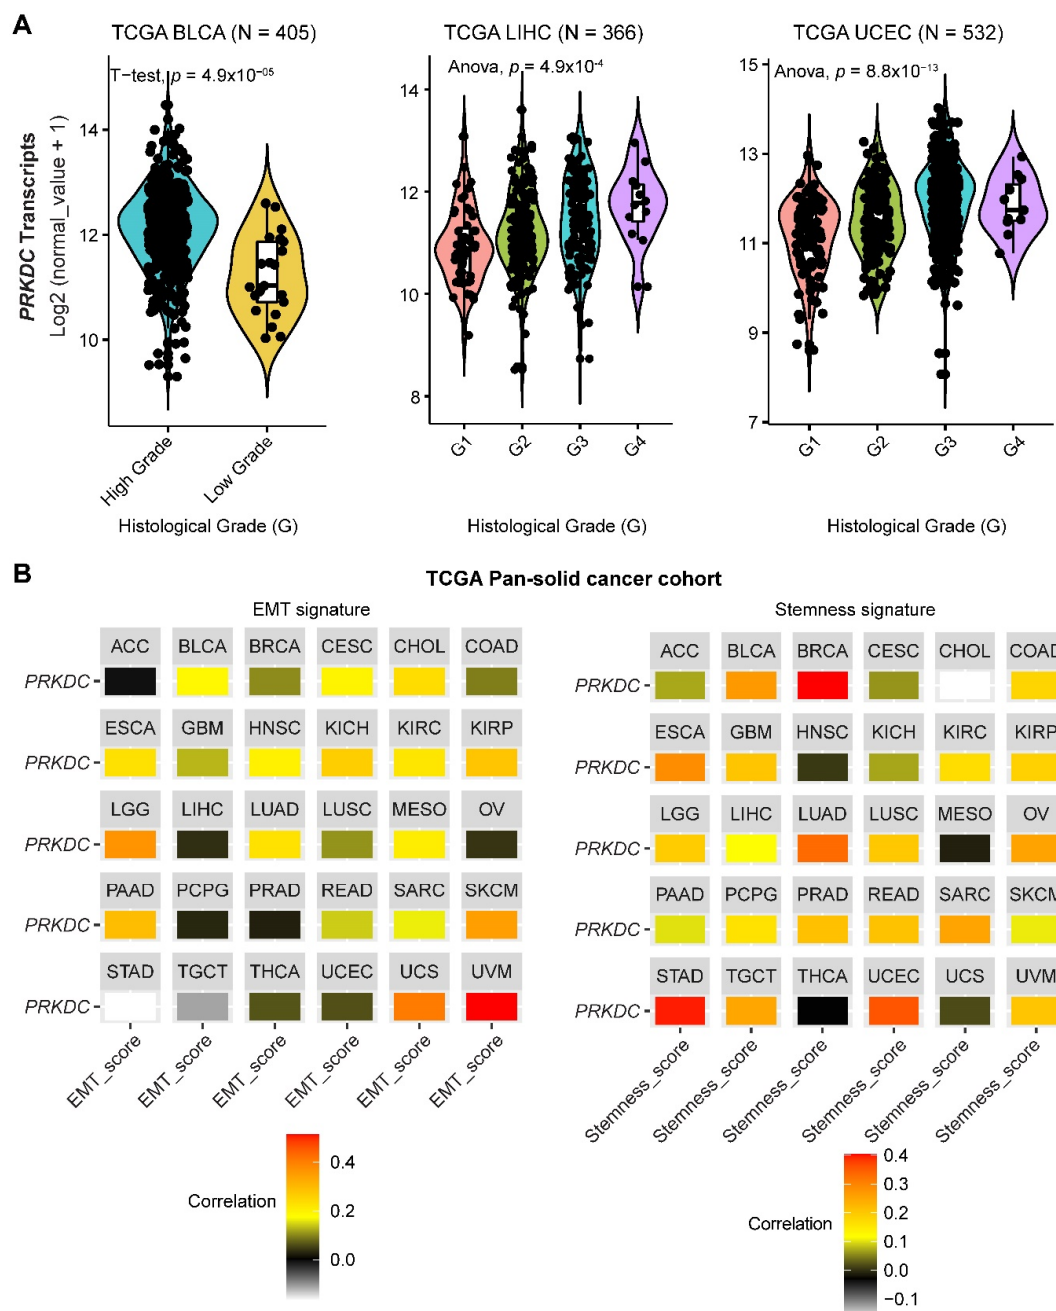 A
TCGA BLCA (N = 405)
TCGA LIHC (N = 366)
TCGA UCEC (N = 532)
T−test, p = 4.9x10⁻⁰⁵
Anova, p = 4.9x10⁻⁴
Anova, p = 8.8x10⁻¹³
PRKDC Transcripts
Log2 (normal_value + 1)
14
12
10
14
12
10
8
15
13
11
9
7
High Grade
Low Grade
G1
G2
G3
G4
G1
G2
G3
G4
Histological Grade (G)
Histological Grade (G)
Histological Grade (G)
B
TCGA Pan-solid cancer cohort
EMT signature
ACC BLCA BRCA CESC CHOL COAD
PRKDC
ESCA GBM HNSC KICH KIRC KIRP
PRKDC
LGG LIHC LUAD LUSC MESO OV
PRKDC
PAAD PCPG PRAD READ SARC SKCM
PRKDC
STAD TGCT THCA UCEC UCS UVM
PRKDC
EMT_score EMT_score EMT_score EMT_score EMT_score EMT_score
Correlation
0.4
0.2
0.0
Stemness signature
ACC BLCA BRCA CESC CHOL COAD
PRKDC
ESCA GBM HNSC KICH KIRC KIRP
PRKDC
LGG LIHC LUAD LUSC MESO OV
PRKDC
PAAD PCPG PRAD READ SARC SKCM
PRKDC
STAD TGCT THCA UCEC UCS UVM
PRKDC
Stemness_score Stemness_score Stemness_score Stemness_score Stemness_score Stemness_score
Correlation
0.4
0.3
0.2
0.1
0.0
−0.1